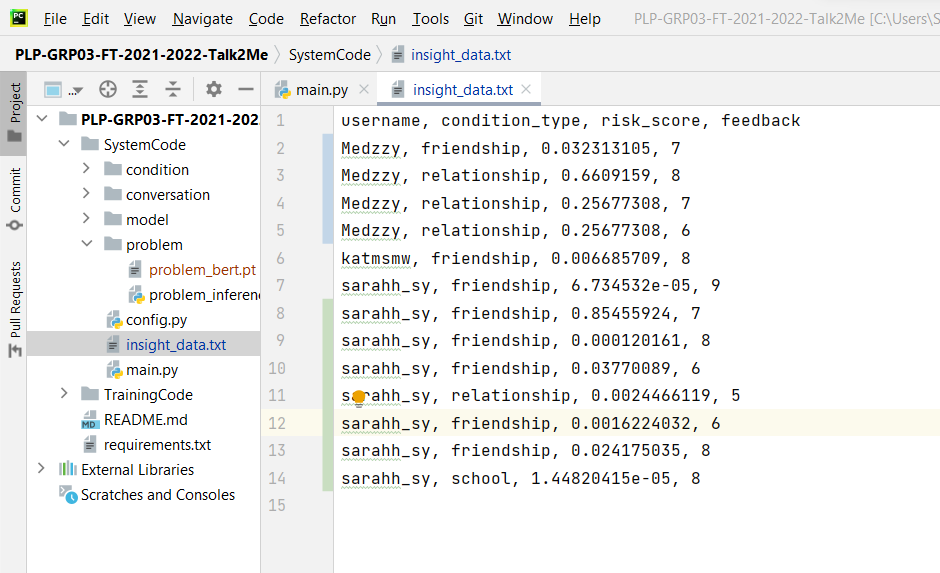 PC File Edit View Navigate Code Refactor Run Tools Git Window Help PLP-GRP03-FT-2021-2022-Talk2Me [C:\Users\S
PLP-GRP03-FT-2021-2022-Talk2Me SystemCode insight_data.txt
Project
Commit
Pull Requests
...
PLP-GRP03-FT-2021-202
SystemCode
condition
conversation
model
problem
problem_bert.pt
problem_inferenc
config.py
insight_data.txt
main.py
TrainingCode
MD README.md
requirements.txt
External Libraries
Scratches and Consoles
main.py insight_data.txt
1 username, condition_type, risk_score, feedback
2 Medzzy, friendship, 0.032313105, 7
3 Medzzy, relationship, 0.6609159, 8
4 Medzzy, relationship, 0.25677308, 7
5 Medzzy, relationship, 0.25677308, 6
6 katmsmw, friendship, 0.006685709, 8
7 sarahh_sy, friendship, 6.734532e-05, 9
8 sarahh_sy, friendship, 0.85455924, 7
9 sarahh_sy, friendship, 0.000120161, 8
10 sarahh_sy, friendship, 0.03770089, 6
11 sarahh_sy, relationship, 0.0024466119, 5
12 sarahh_sy, friendship, 0.0016224032, 6
13 sarahh_sy, friendship, 0.024175035, 8
14 sarahh_sy, school, 1.44820415e-05, 8
15